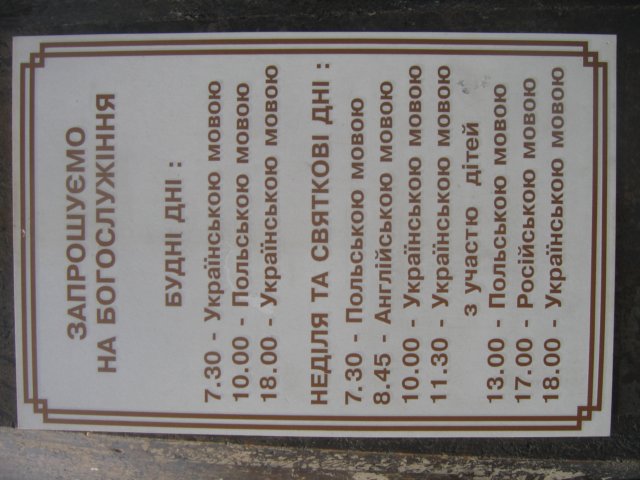 ЗАПРОШУЄМО
НА БОГОСЛУЖІННЯ
БУДНІ ДНІ :
7.30 - Українською мовою
10.00 - Польською мовою
18.00 - Українською мовою
НЕДІЛЯ ТА СВЯТКОВІ ДНІ :
7.30 - Польською мовою
8.45 - Англійською мовою
10.00 - Українською мовою
11.30 - Українською мовою
з участю дітей
13.00 - Польською мовою
17.00 - Російською мовою
18.00 - Українською мовою